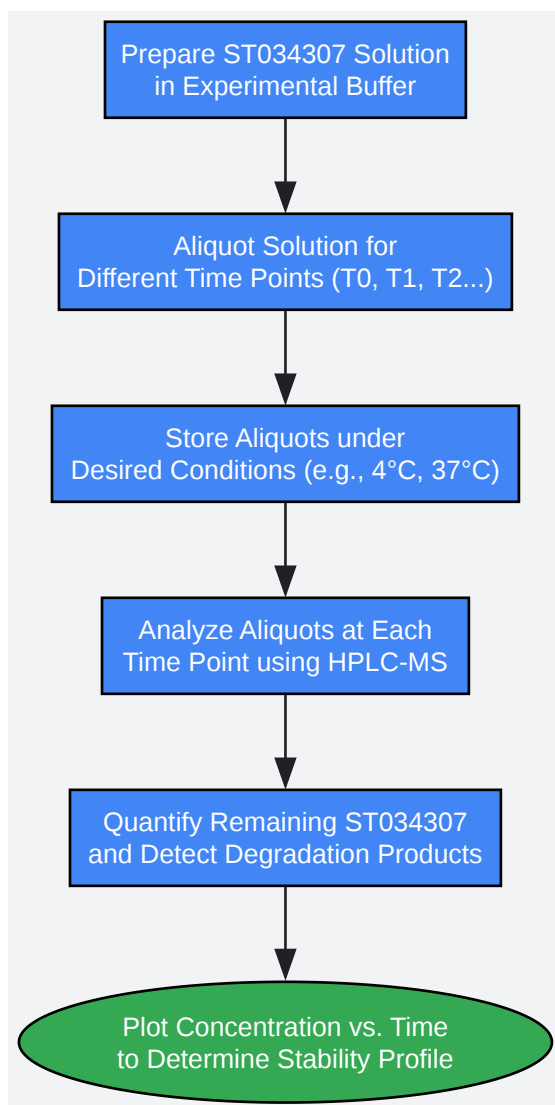 Prepare ST034307 Solution
in Experimental Buffer
Aliquot Solution for
Different Time Points (T0, T1, T2...)
Store Aliquots under
Desired Conditions (e.g., 4°C, 37°C)
Analyze Aliquots at Each
Time Point using HPLC-MS
Quantify Remaining ST034307
and Detect Degradation Products
Plot Concentration vs. Time
to Determine Stability Profile